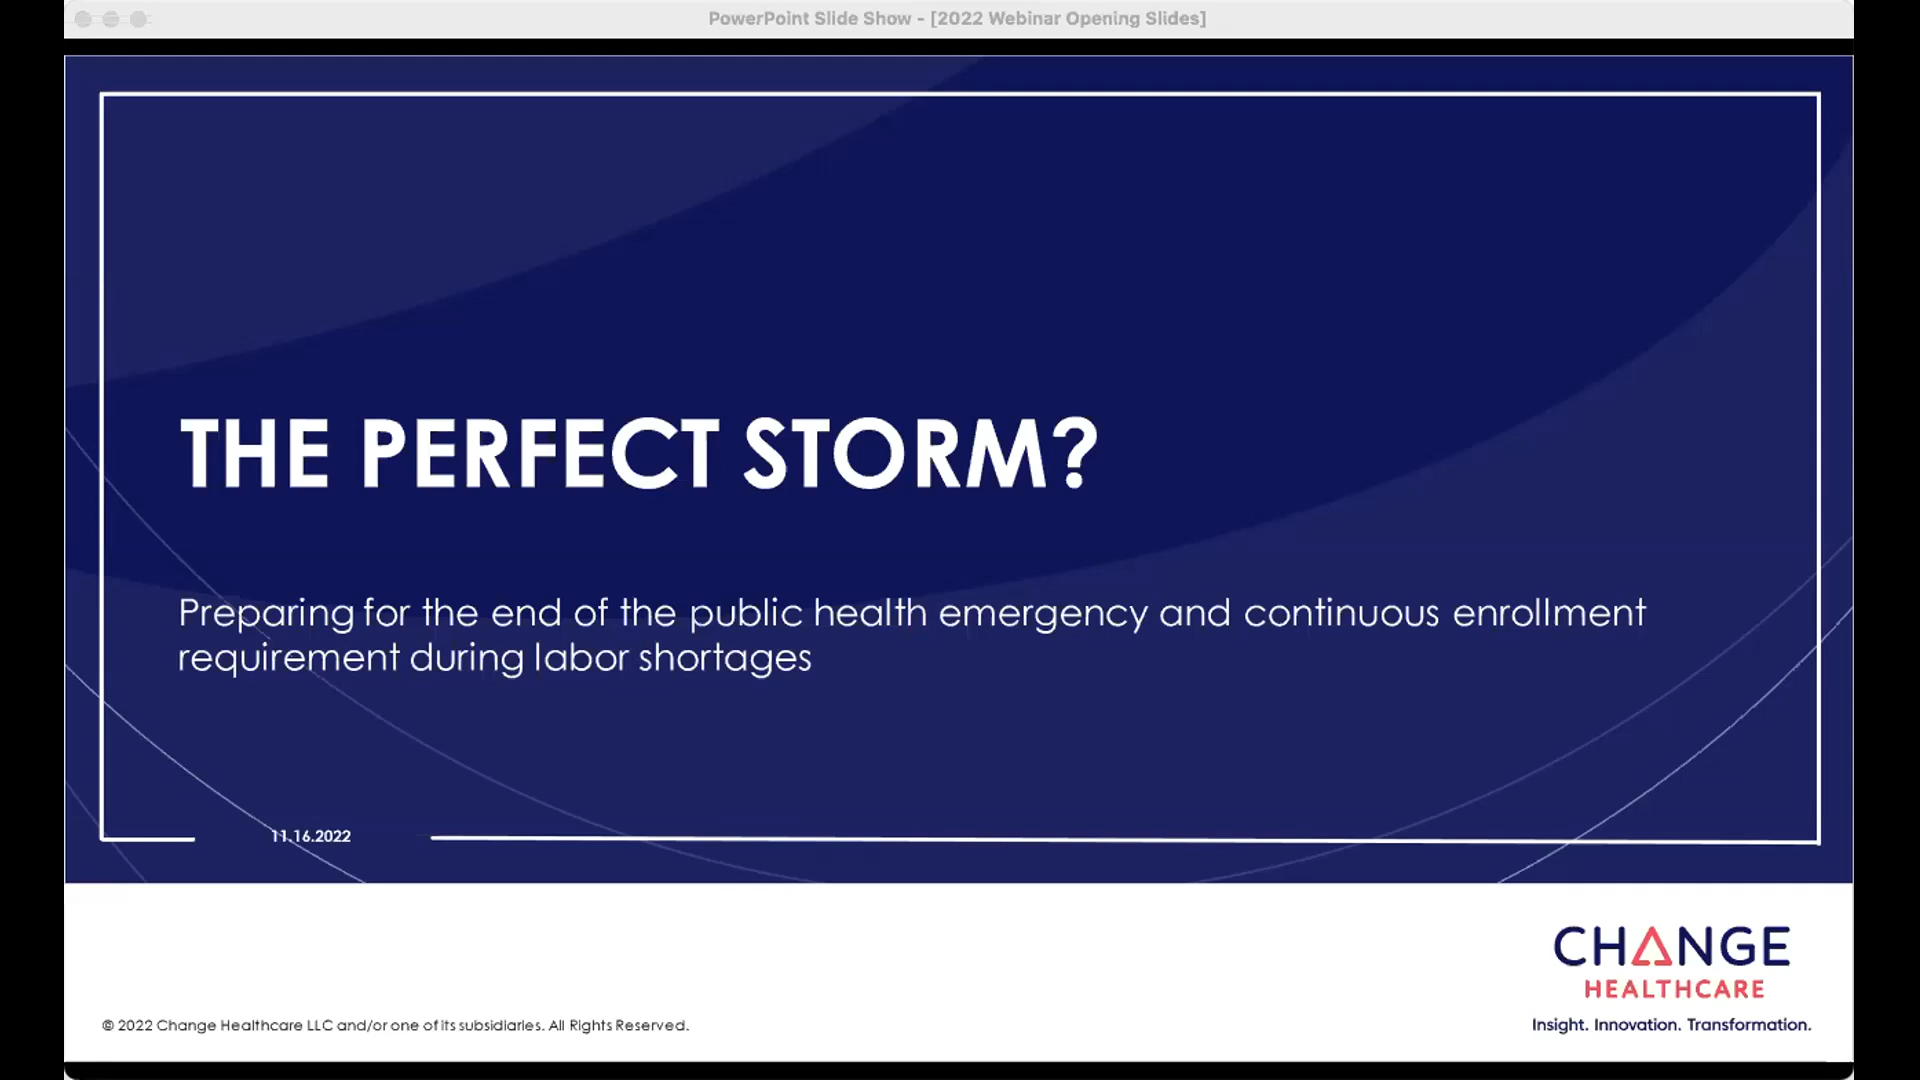 PowerPoint Slide Show - [2022 Webinar Opening Slides]
THE PERFECT STORM?
Preparing for the end of the public health emergency and continuous enrollment
requirement during labor shortages
11.16.2022
CHANGE
HEALTHCARE
© 2022 Change Healthcare LLC and/or one of its subsidiaries. All Rights Reserved.
Insight. Innovation. Transformation.